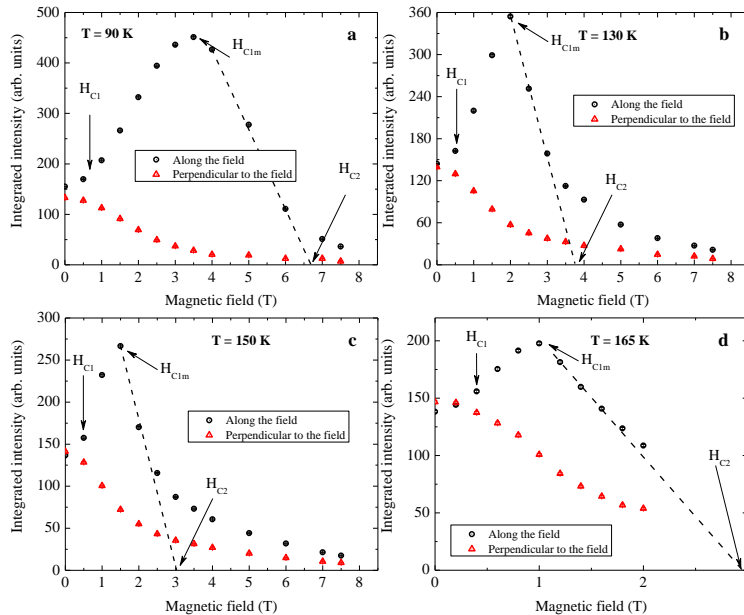 T = 90 K
a
H_C1m
H_C1
H_C2
Along the field
Perpendicular to the field
Integrated intensity (arb. units)
0
100
200
300
400
500
0 1 2 3 4 5 6 7 8
Magnetic field (T)
T = 130 K
b
H_C1m
H_C1
H_C2
Along the field
Perpendicular to the field
Integrated intensity (arb. units)
0
60
120
180
240
300
360
0 1 2 3 4 5 6 7 8
Magnetic field (T)
T = 150 K
c
H_C1
H_C1m
H_C2
Along the field
Perpendicular to the field
Integrated intensity (arb. units)
0
50
100
150
200
250
300
0 1 2 3 4 5 6 7 8
Magnetic field (T)
T = 165 K
d
H_C1
H_C1m
H_C2
Along the field
Perpendicular to the field
Integrated intensity (arb. units)
0
50
100
150
200
0 1 2
Magnetic field (T)